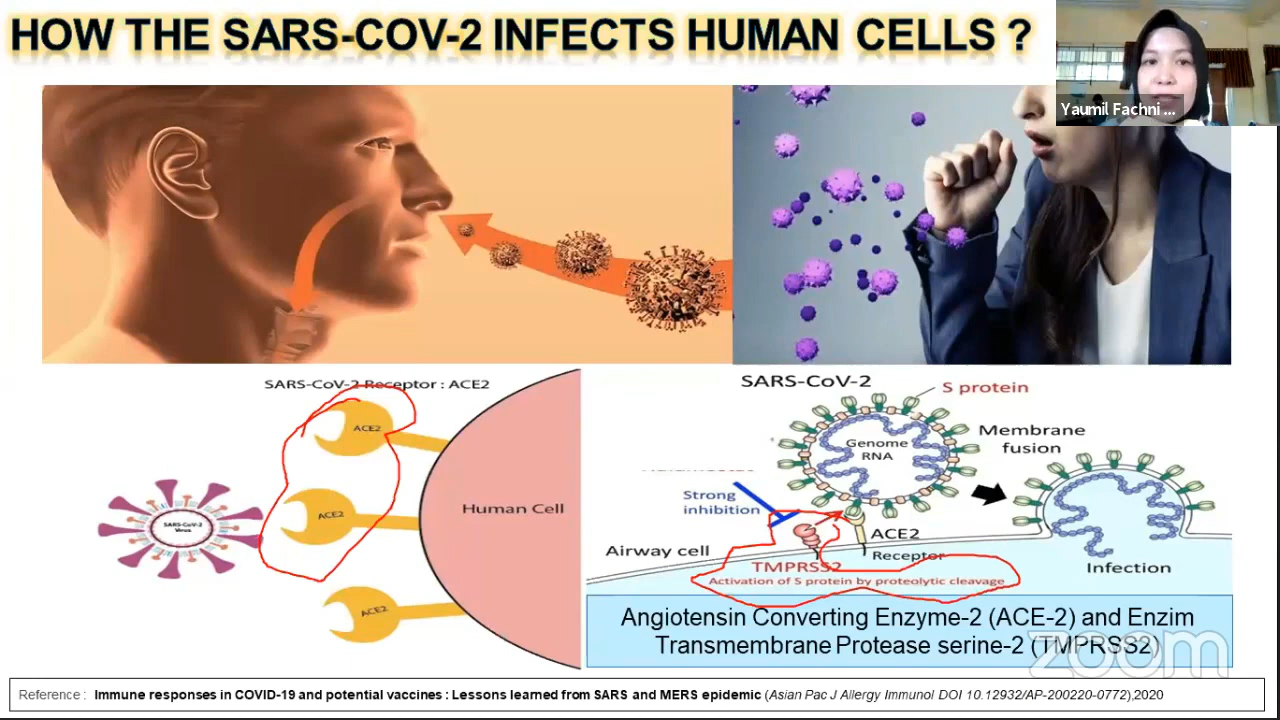 HOW THE SARS-COV-2 INFECTS HUMAN CELLS ?
Yaumil Fachni ...
SARS-CoV-2 Receptor : ACE2
ACE2
ACE2
ACE2
SARS-CoV-2
Virus
Human Cell
SARS-CoV-2
S protein
Genome
RNA
Membrane
fusion
Strong
inhibition
Airway cell
ACE2
Receptor
TMPRSS2
Activation of S protein by proteolytic cleavage
Infection
Angiotensin Converting Enzyme-2 (ACE-2) and Enzim
Transmembrane Protease serine-2 (TMPRSS2)
zoom
Reference : Immune responses in COVID-19 and potential vaccines : Lessons learned from SARS and MERS epidemic (Asian Pac J Allergy Immunol DOI 10.12932/AP-200220-0772),2020